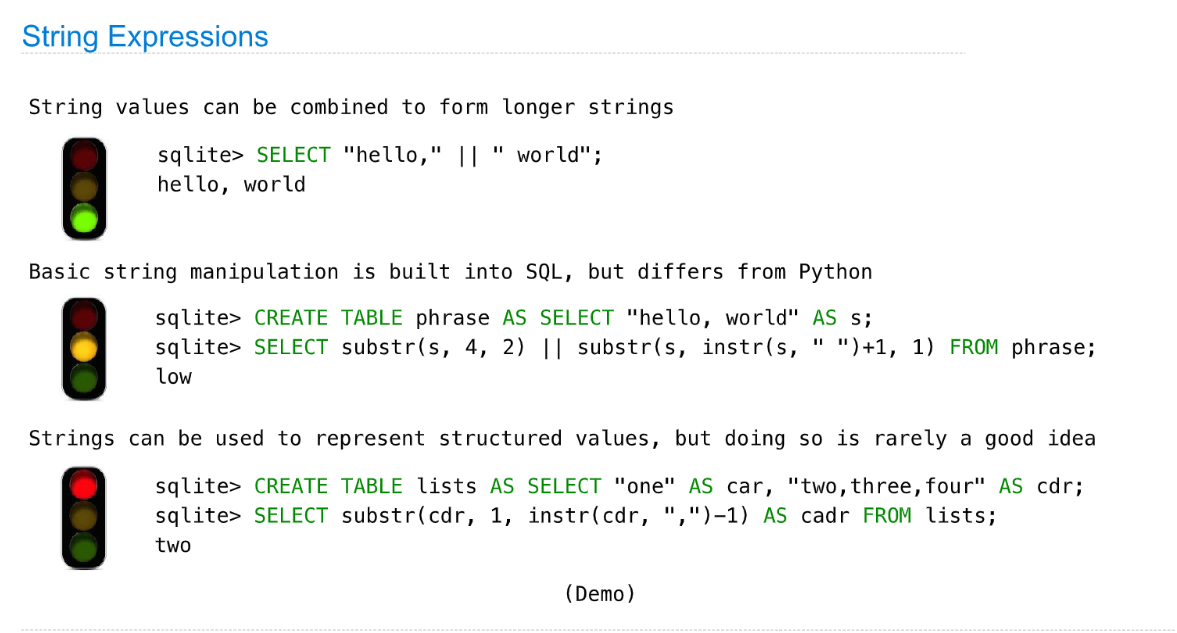 String Expressions
String values can be combined to form longer strings
sqlite> SELECT "hello," || " world";
hello, world
Basic string manipulation is built into SQL, but differs from Python
sqlite> CREATE TABLE phrase AS SELECT "hello, world" AS s;
sqlite> SELECT substr(s, 4, 2) || substr(s, instr(s, " ")+1, 1) FROM phrase;
low
Strings can be used to represent structured values, but doing so is rarely a good idea
sqlite> CREATE TABLE lists AS SELECT "one" AS car, "two,three,four" AS cdr;
sqlite> SELECT substr(cdr, 1, instr(cdr, ",")-1) AS cadr FROM lists;
two
(Demo)